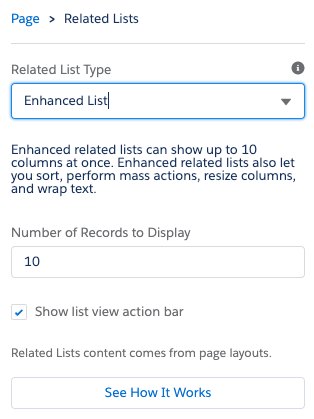 Page > Related Lists
Related List Type
Enhanced List
Enhanced related lists can show up to 10
columns at once. Enhanced related lists also let
you sort, perform mass actions, resize columns,
and wrap text.
Number of Records to Display
10
Show list view action bar
Related Lists content comes from page layouts.
See How It Works